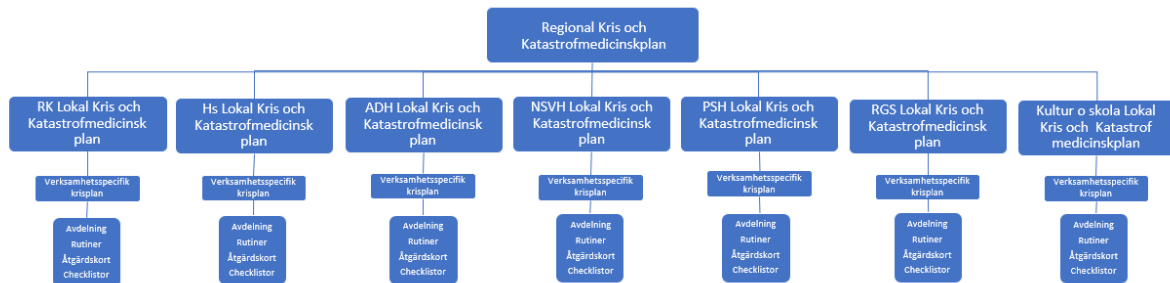 Regional Kris och
Katastrofmedicinskplan
RK Lokal Kris och
Katastrofmedicinsk
plan
Hs Lokal Kris och
Katastrofmedicinsk
plan
ADH Lokal Kris och
Katastrofmedicinsk
plan
NSVH Lokal Kris och
Katastrofmedicinsk
plan
PSH Lokal Kris och
Katastrofmedicinsk
plan
RGS Lokal Kris och
Katastrofmedicinsk
plan
Kultur o skola Lokal
Kris och Katastrof
medicinskplan
Verksamhetsspecifik
krisplan
Verksamhetsspecifik
krisplan
Verksamhetsspecifik
krisplan
Verksamhetsspecifik
krisplan
Verksamhetsspecifik
krisplan
Verksamhetsspecifik
krisplan
Verksamhetsspecifik
krisplan
Avdelning
Rutiner
Åtgärdskort
Checklistor
Avdelning
Rutiner
Åtgärdskort
Checklistor
Avdelning
Rutiner
Åtgärdskort
Checklistor
Avdelning
Rutiner
Åtgärdskort
Checklistor
Avdelning
Rutiner
Åtgärdskort
Checklistor
Avdelning
Rutiner
Åtgärdskort
Checklistor
Avdelning
Rutiner
Åtgärdskort
Checklistor